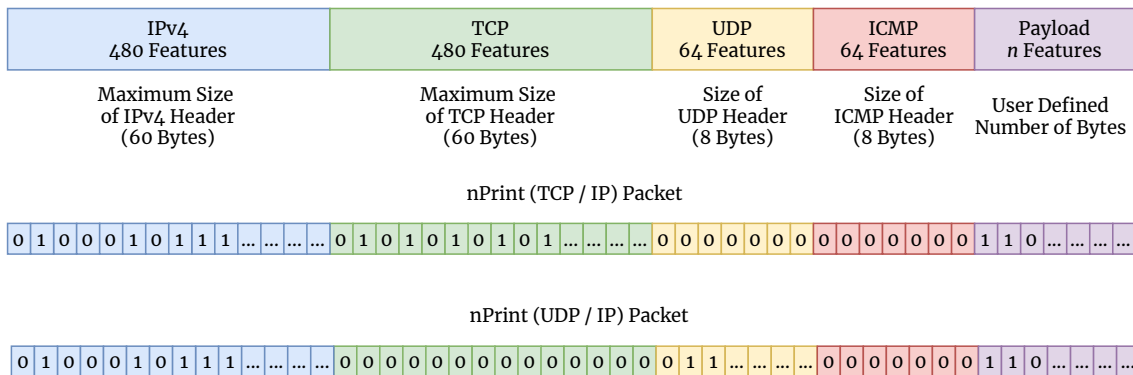 IPv4
480 Features
TCP
480 Features
UDP
64 Features
ICMP
64 Features
Payload
n Features
Maximum Size
of IPv4 Header
(60 Bytes)
Maximum Size
of TCP Header
(60 Bytes)
Size of
UDP Header
(8 Bytes)
Size of
ICMP Header
(8 Bytes)
User Defined
Number of Bytes
nPrint (TCP / IP) Packet
0 1 0 0 0 1 0 1 1 1 ... ... ... ... 0 1 0 1 0 1 0 1 0 1 ... ... ... ... 0 0 0 0 0 0 0 0 0 0 0 0 0 0 1 1 0 ... ... ... ...
nPrint (UDP / IP) Packet
0 1 0 0 0 1 0 1 1 1 ... ... ... ... 0 0 0 0 0 0 0 0 0 0 0 0 0 0 0 1 1 ... ... ... ... 0 0 0 0 0 0 0 1 1 0 ... ... ... ...